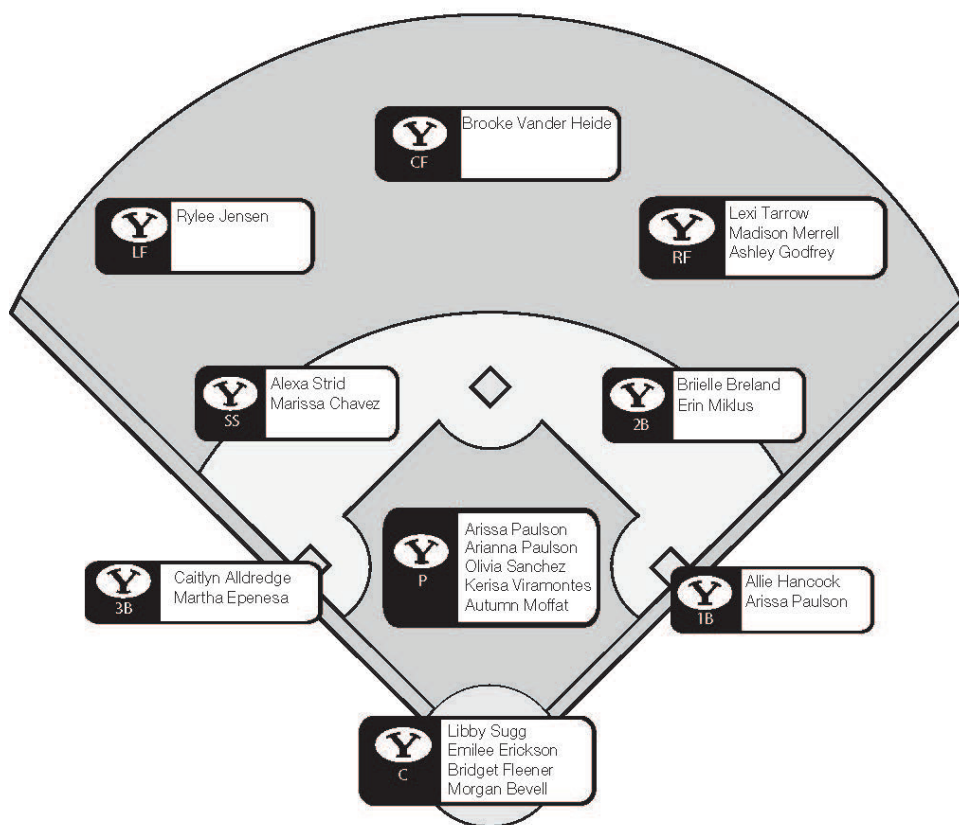 Y
CF
Brooke Vander Heide
Y
LF
Rylee Jensen
Y
RF
Lexi Tarrow
Madison Merrell
Ashley Godfrey
Y
SS
Alexa Strid
Marissa Chavez
Y
2B
Briielle Breland
Erin Miklus
Y
P
Arissa Paulson
Arianna Paulson
Olivia Sanchez
Kerisa Viramontes
Autumn Moffat
Y
3B
Caitlyn Alldredge
Martha Epenesa
Y
1B
Allie Hancock
Arissa Paulson
Y
C
Libby Sugg
Emilee Erickson
Bridget Fleener
Morgan Bevell